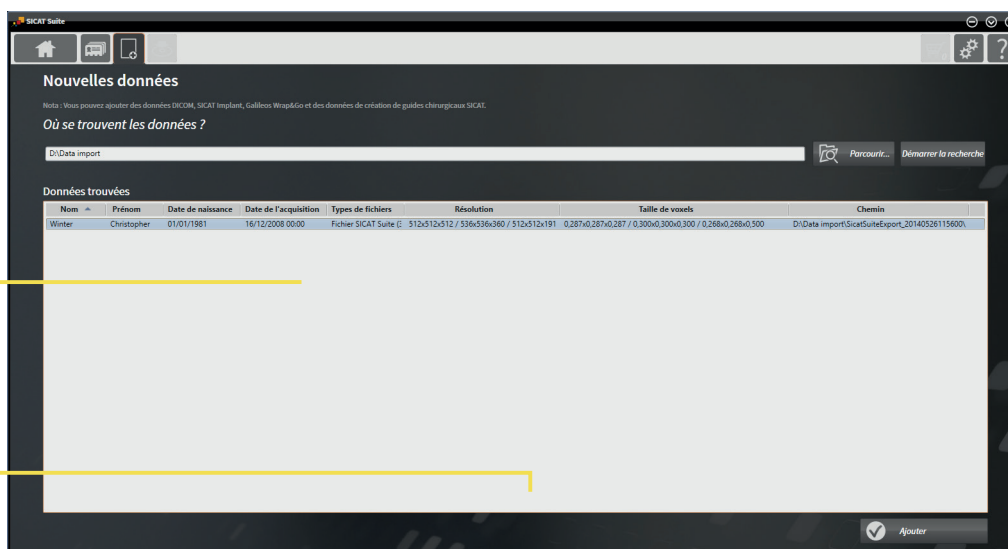 SICAT Suite
?
Nouvelles données
Nota : Vous pouvez ajouter des données DICOM, SICAT Implant, Galileos Wrap&Go et des données de création de guides chirurgicaux SICAT.
Où se trouvent les données ?
D:\Data import Parcourir... Démarrer la recherche
Données trouvées
Nom Prénom Date de naissance Date de l'acquisition Types de fichiers Résolution Taille de voxels Chemin
Winter Christopher 01/01/1981 16/12/2008 00:00 Fichier SICAT Suite (3 512x512x512 / 536x536x360 / 512x512x191 0,287x0,287x0,287 / 0,300x0,300x0,300 / 0,268x0,268x0,500 D:\Data import\SicatSuiteExport_20140526115600\
Ajouter